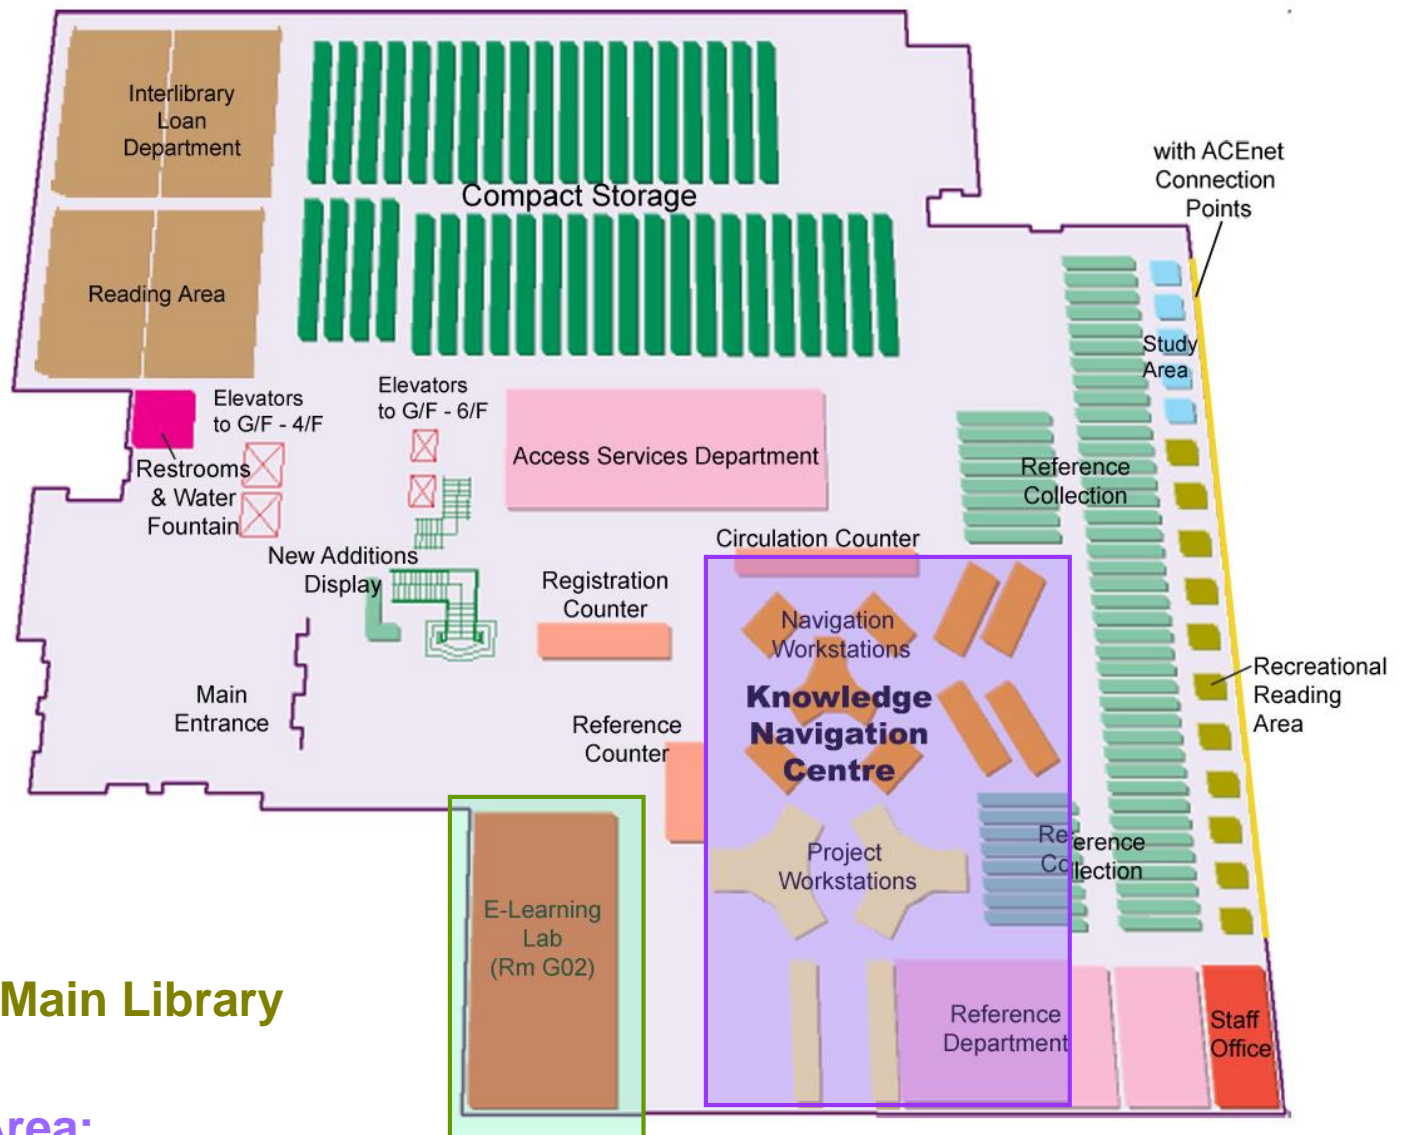 Interlibrary
Loan
Department
Compact Storage
with ACEnet
Connection
Points
Reading Area
Study
Area
Elevators
to G/F - 4/F
Elevators
to G/F - 6/F
Access Services Department
Reference
Collection
Restrooms
& Water
Fountain
New Additions
Display
Circulation Counter
Registration
Counter
Navigation
Workstations
Main
Entrance
Knowledge
Navigation
Centre
Recreational
Reading
Area
Reference
Counter
Project
Workstations
Reference
Collection
E-Learning
Lab
(Rm G02)
Main Library
Reference
Department
Staff
Office
Area: